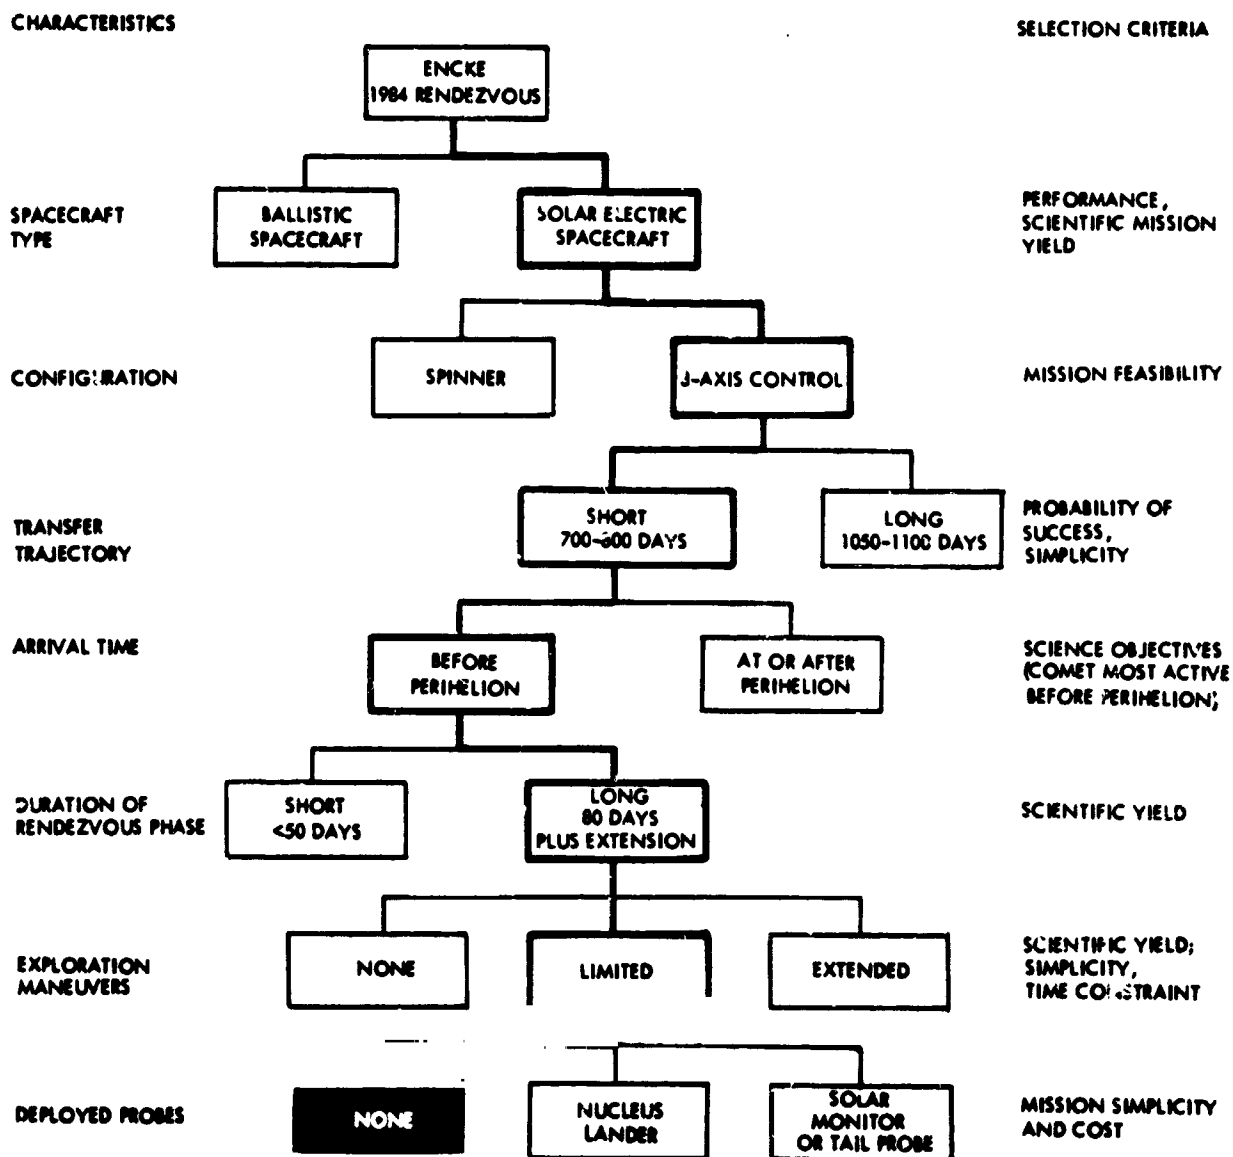 CHARACTERISTICS
SELECTION CRITERIA
ENCKE
1984 RENDEZVOUS
SPACECRAFT
TYPE
BALLISTIC
SPACECRAFT
SOLAR ELECTRIC
SPACECRAFT
PERFORMANCE,
SCIENTIFIC MISSION
YIELD
CONFIGURATION
SPINNER
3-AXIS CONTROL
MISSION FEASIBILITY
TRANSFER
TRAJECTORY
SHORT
700-800 DAYS
LONG
1050-1100 DAYS
PROBABILITY OF
SUCCESS,
SIMPLICITY
ARRIVAL TIME
BEFORE
PERIHELION
AT OR AFTER
PERIHELION
SCIENCE OBJECTIVES
(COMET MOST ACTIVE
BEFORE PERIHELION)
DURATION OF
RENDEZVOUS PHASE
SHORT
<50 DAYS
LONG
80 DAYS
PLUS EXTENSION
SCIENTIFIC YIELD
EXPLORATION
MANEUVERS
NONE
LIMITED
EXTENDED
SCIENTIFIC YIELD;
SIMPLICITY,
TIME CONSTRAINT
DEPLOYED PROBES
NONE
NUCLEUS
LANDER
SOLAR
MONITOR
OR TAIL PROBE
MISSION SIMPLICITY
AND COST